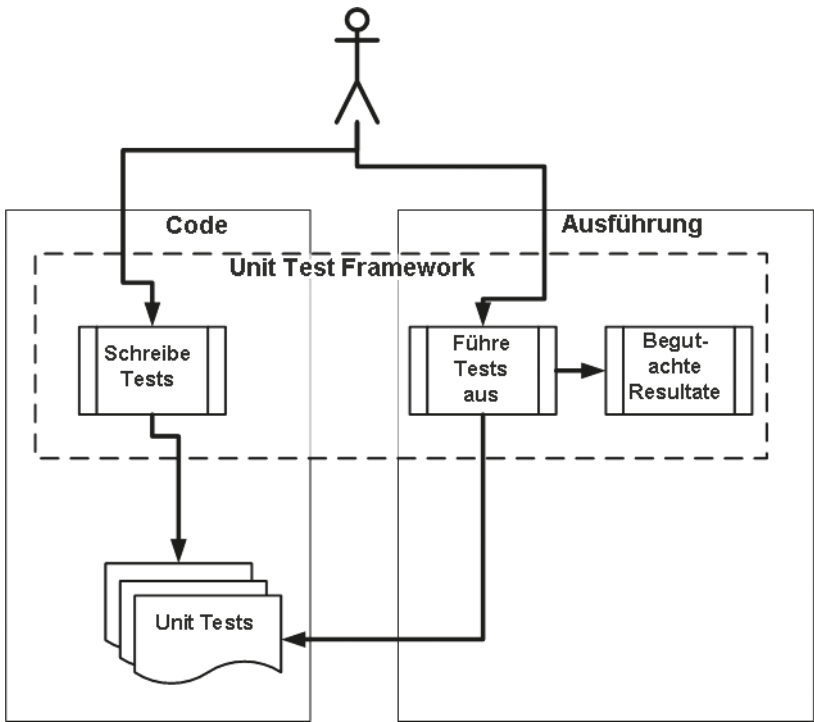 Code
Ausführung
Unit Test Framework
Schreibe
Tests
Führe
Tests
aus
Begut-
achte
Resultate
Unit Tests